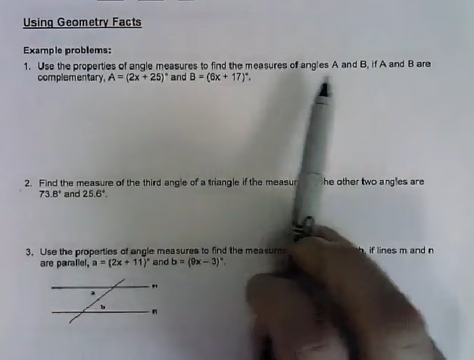 Using Geometry Facts
Example problems:
1. Use the properties of angle measures to find the measures of angles A and B, if A and B are
complementary, A = (2x + 25)° and B = (6x + 17)°.
2. Find the measure of the third angle of a triangle if the measur he other two angles are
73.8° and 25.6°.
3. Use the properties of angle measures to find the measure h, if lines m and n
are parallel, a = (2x + 11)° and b = (9x – 3)°.
m
a
b
n